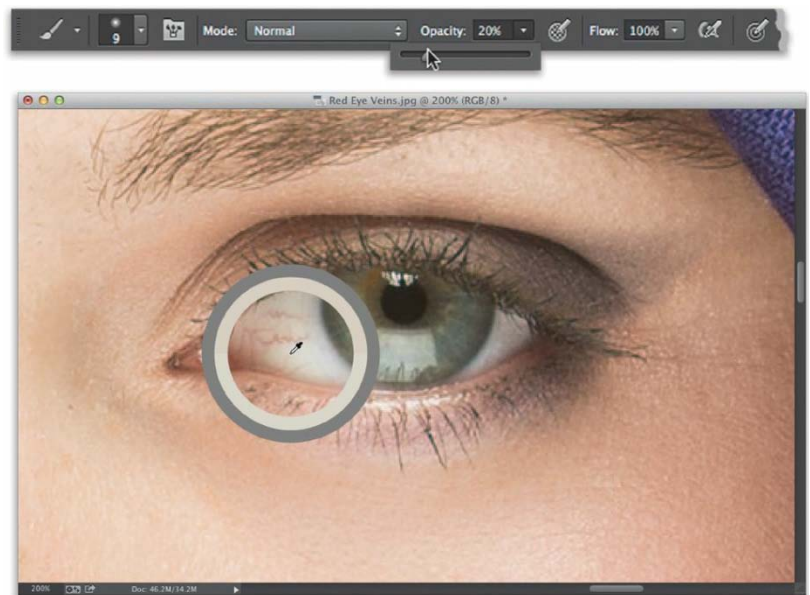 9 Mode: Normal Opacity: 20% Flow: 100%
Red Eye Veins.jpg @ 200% (RGB/8) *
200% Doc: 46.2M/34.2M